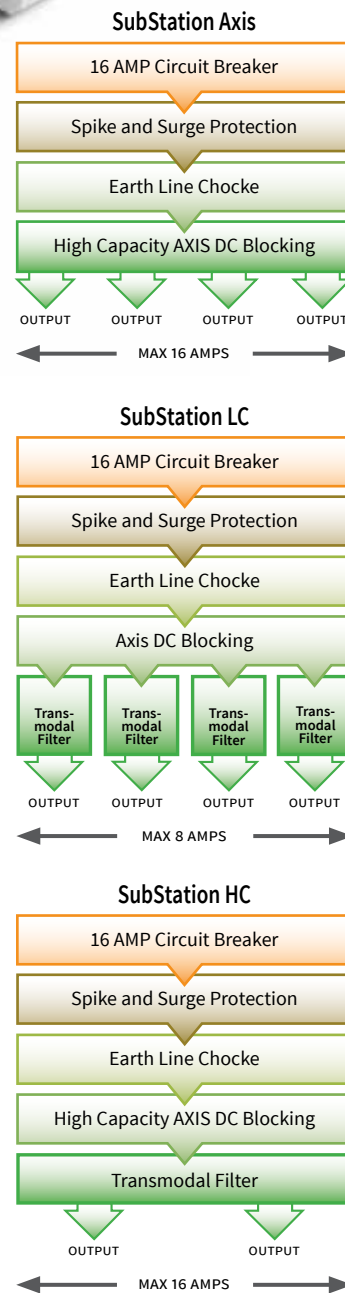 SubStation Axis
16 AMP Circuit Breaker
Spike and Surge Protection
Earth Line Chocke
High Capacity AXIS DC Blocking
OUTPUT OUTPUT OUTPUT OUTPUT
MAX 16 AMPS
SubStation LC
16 AMP Circuit Breaker
Spike and Surge Protection
Earth Line Chocke
Axis DC Blocking
Trans- Trans- Trans- Trans-
modal modal modal modal
Filter Filter Filter Filter
OUTPUT OUTPUT OUTPUT OUTPUT
MAX 8 AMPS
SubStation HC
16 AMP Circuit Breaker
Spike and Surge Protection
Earth Line Chocke
High Capacity AXIS DC Blocking
Transmodal Filter
OUTPUT OUTPUT
MAX 16 AMPS